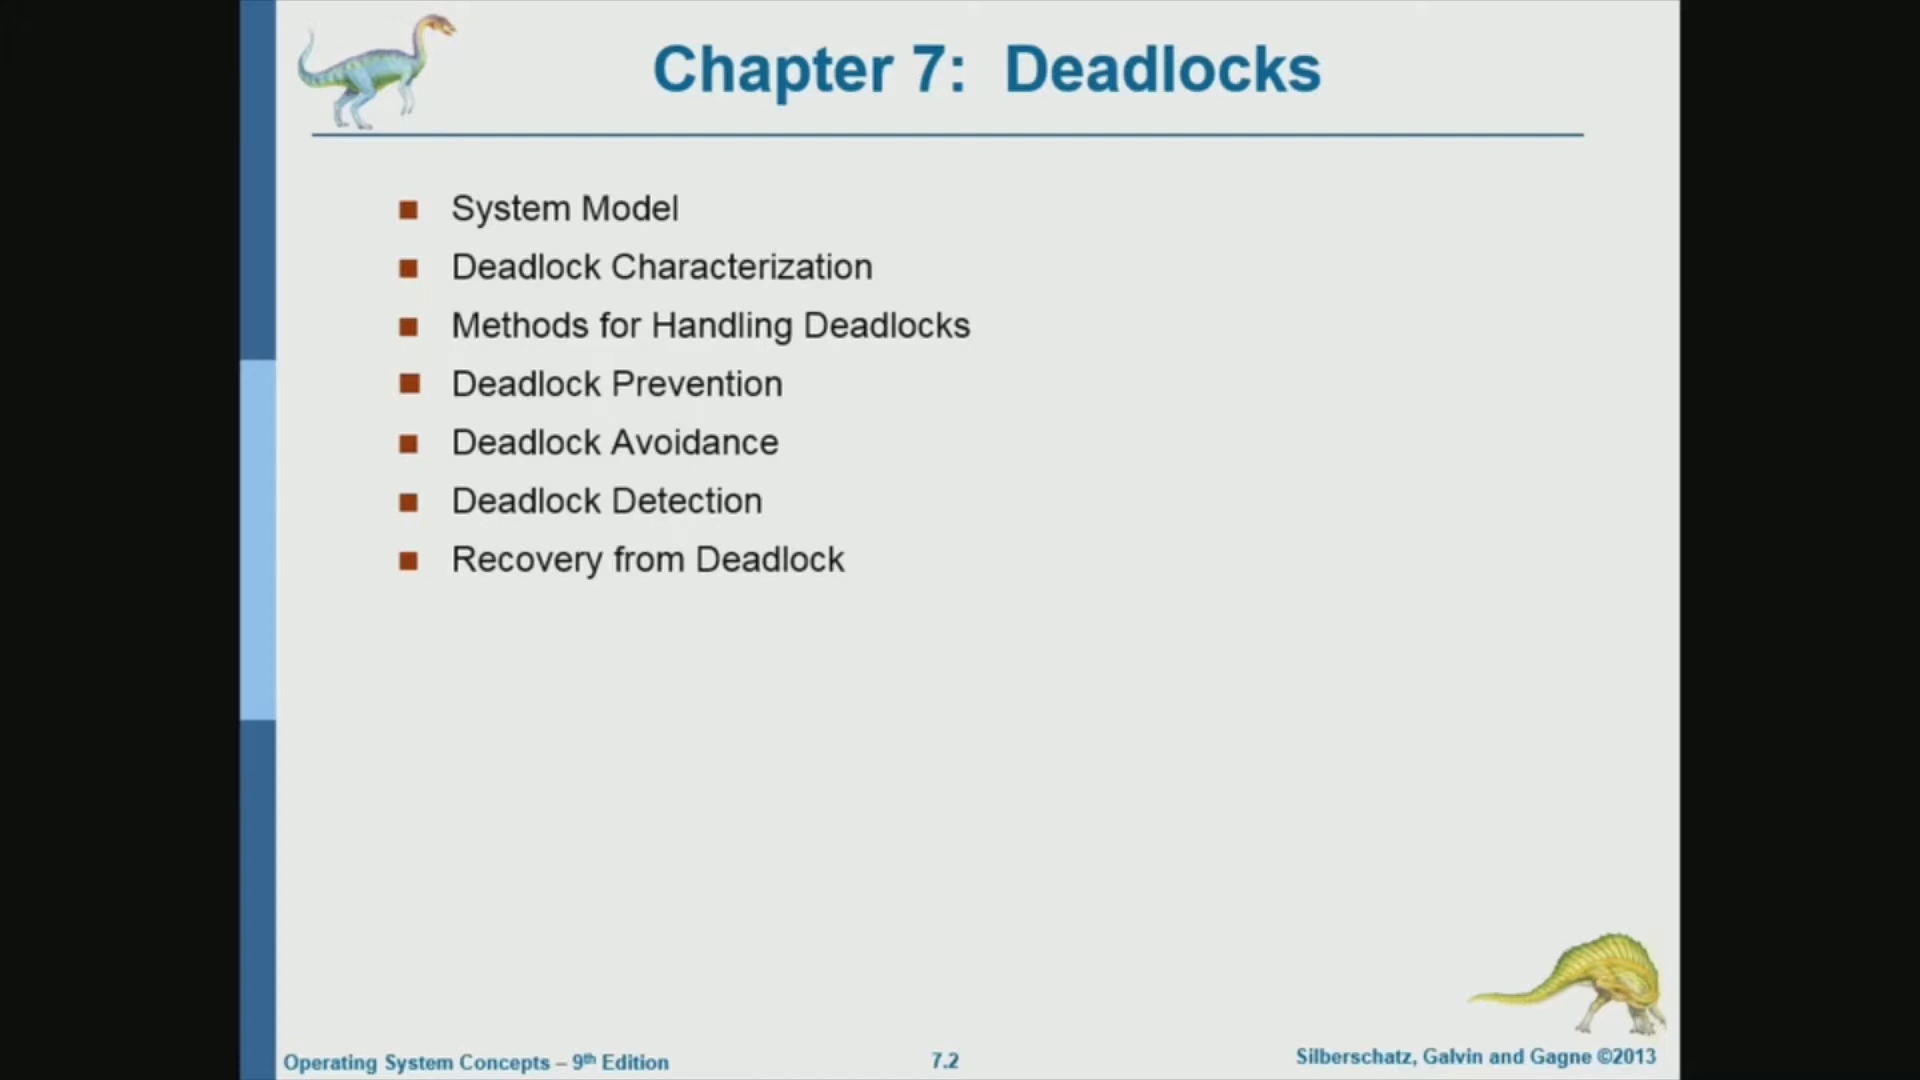 Chapter 7: Deadlocks
System Model
Deadlock Characterization
Methods for Handling Deadlocks
Deadlock Prevention
Deadlock Avoidance
Deadlock Detection
Recovery from Deadlock
Operating System Concepts – 9th Edition
7.2
Silberschatz, Galvin and Gagne ©2013